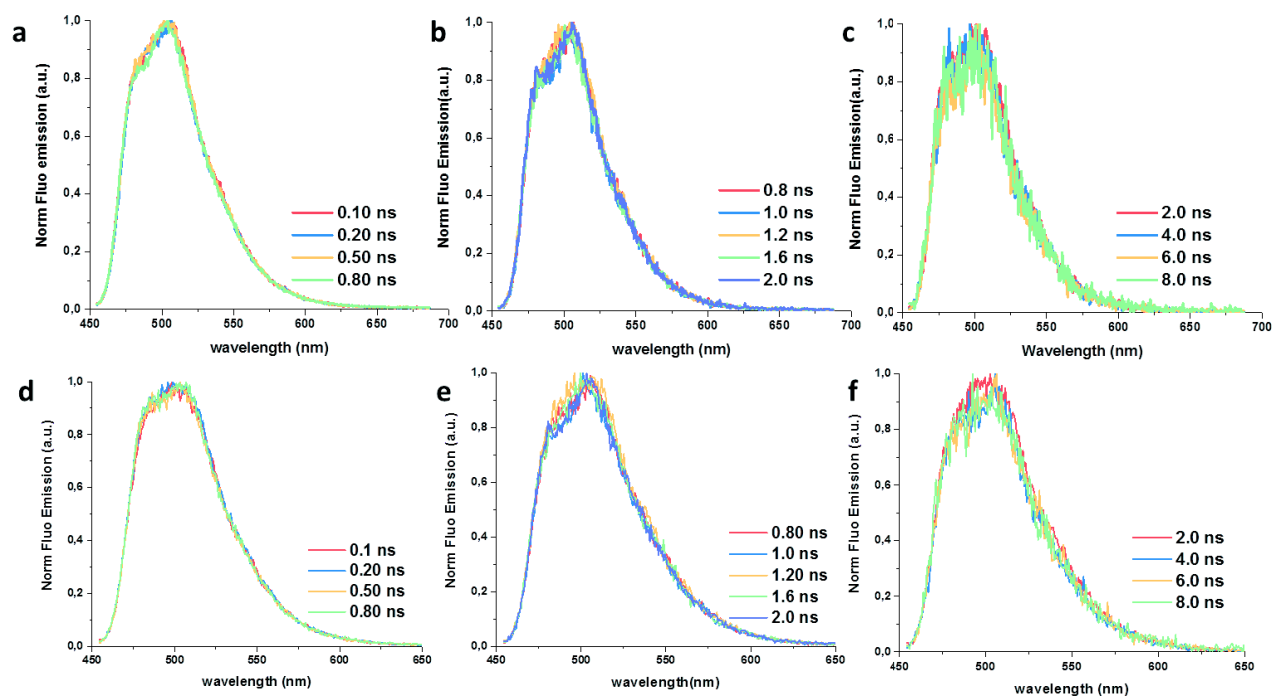 a
Norm Fluo emission (a.u.)
1,0
0,8
0,6
0,4
0,2
0,0
0.10 ns
0.20 ns
0.50 ns
0.80 ns
450 500 550 600 650 700
wavelength (nm)
b
Norm Fluo Emission(a.u.)
1,0
0,8
0,6
0,4
0,2
0,0
0.8 ns
1.0 ns
1.2 ns
1.6 ns
2.0 ns
450 500 550 600 650 700
wavelength (nm)
c
Norm Fluo Emission(a.u.)
1,0
0,8
0,6
0,4
0,2
0,0
2.0 ns
4.0 ns
6.0 ns
8.0 ns
450 500 550 600 650 700
Wavelength (nm)
d
Norm Fluo Emission (a.u.)
1,0
0,8
0,6
0,4
0,2
0,0
0.1 ns
0.20 ns
0.50 ns
0.80 ns
450 500 550 600 650
wavelength (nm)
e
Norm Fluo Emission (a.u.)
1,0
0,8
0,6
0,4
0,2
0,0
0.80 ns
1.0 ns
1.20 ns
1.6 ns
2.0 ns
450 500 550 600 650
wavelength(nm)
f
Norm Fluo Emission (a.u.)
1,0
0,8
0,6
0,4
0,2
0,0
2.0 ns
4.0 ns
6.0 ns
8.0 ns
450 500 550 600 650
wavelength (nm)